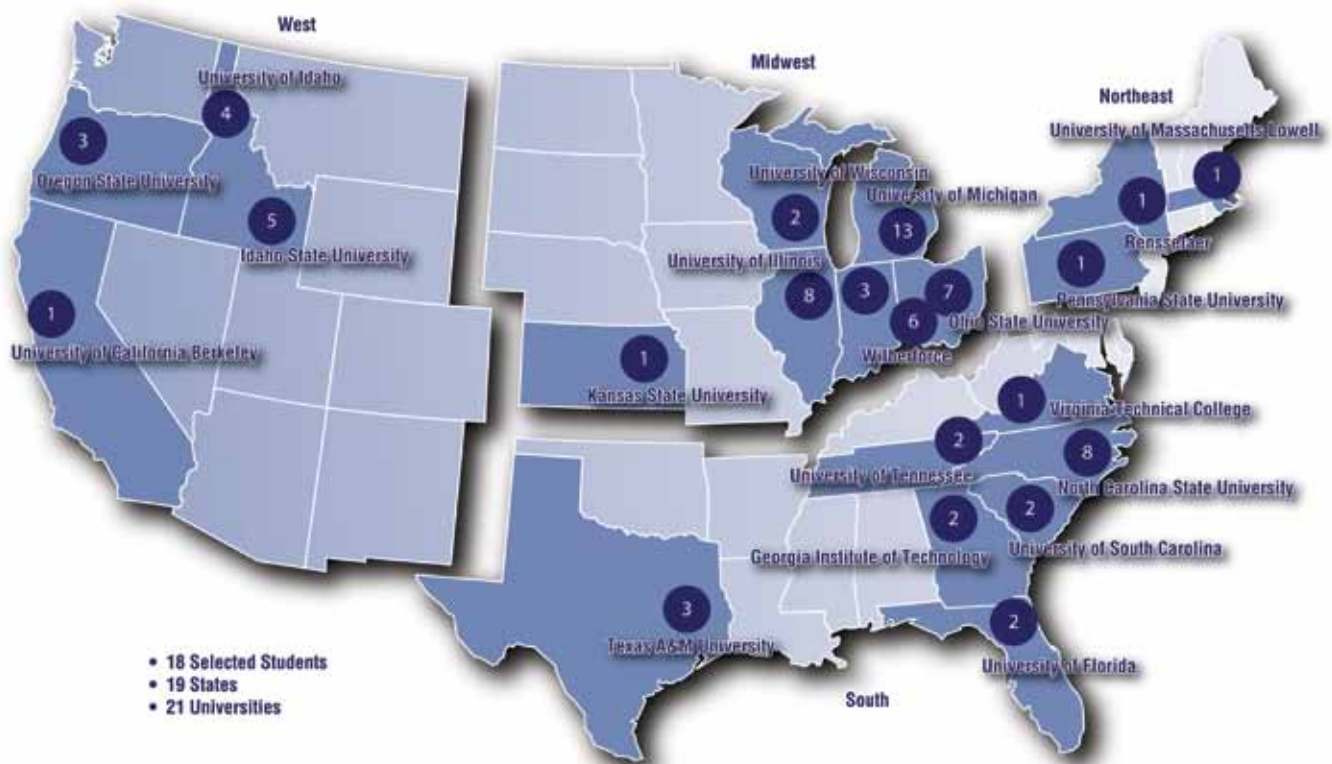 West
University of Idaho
4
3
Oregon State University
5
Idaho State University
1
University of California Berkeley
Midwest
University of Wisconsin
2
University of Michigan
13
University of Illinois
8
3
7
Ohio State University
6
Wilberforce
1
Kansas State University
Northeast
University of Massachusetts Lowell
1
1
Rensselaer
1
Pennsylvania State University
1
Virginia Technical College
2
University of Tennessee
8
North Carolina State University
2
Georgia Institute of Technology
2
University of South Carolina
3
Texas A&M University
2
University of Florida
South
• 18 Selected Students
• 19 States
• 21 Universities